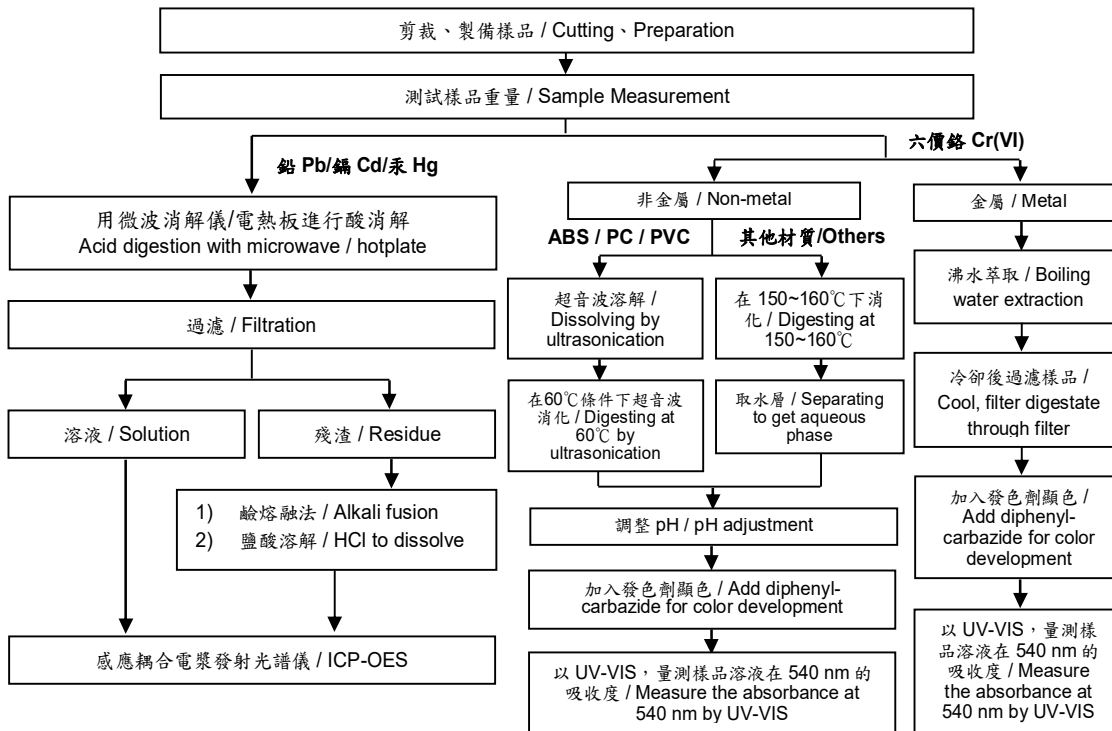 剪裁、製備樣品 / Cutting、Preparation
測試樣品重量 / Sample Measurement
鉛 Pb/鎘 Cd/汞 Hg
六價鉻 Cr(VI)
用微波消解儀/電熱板進行酸消解
Acid digestion with microwave / hotplate
過濾 / Filtration
溶液 / Solution
殘渣 / Residue
1) 鹼熔融法 / Alkali fusion
2) 鹽酸溶解 / HCl to dissolve
感應耦合電漿發射光譜儀 / ICP-OES
非金屬 / Non-metal
ABS / PC / PVC
其他材質/Others
超音波溶解 /
Dissolving by
ultrasonication
在60℃條件下超音波
消化 / Digesting at
60℃ by
ultrasonication
在 150~160℃下消
化 / Digesting at
150~160℃
取水層 / Separating
to get aqueous
phase
調整 pH / pH adjustment
加入發色劑顯色 / Add diphenyl-
carbazide for color development
以 UV-VIS，量測樣品溶液在 540 nm 的
吸收度 / Measure the absorbance at
540 nm by UV-VIS
金屬 / Metal
沸水萃取 / Boiling
water extraction
冷卻後過濾樣品 /
Cool, filter digestate
through filter
加入發色劑顯色 /
Add diphenyl-
carbazide for color
development
以 UV-VIS，量測樣
品溶液在 540 nm 的
吸收度 / Measure
the absorbance at
540 nm by UV-VIS